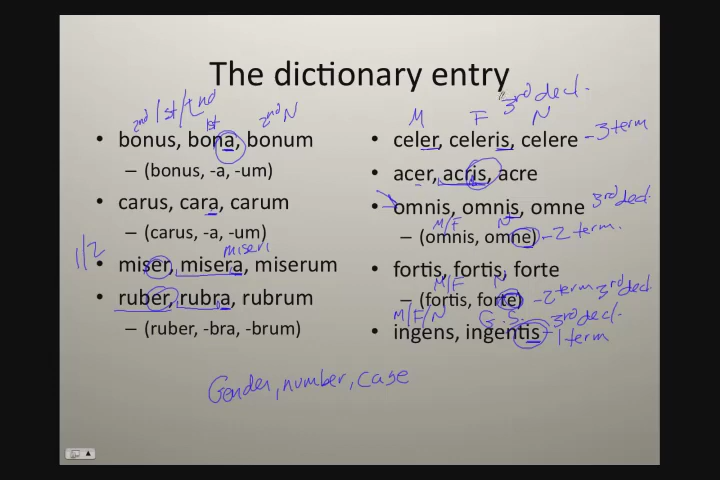 The dictionary entry
3rd decl.
2nd 1st/2nd
1st 2nd N
M F N
• bonus, bona, bonum
– (bonus, -a, -um)
• carus, cara, carum
– (carus, -a, -um)
miseri
1/2 • miser, misera, miserum
• ruber, rubra, rubrum
– (ruber, -bra, -brum)
• celer, celeris, celere - 3 term
• acer, acris, acre
• omnis, omnis, omne 3rd decl.
M/F N
– (omnis, omne) - 2 term.
• fortis, fortis, forte
M/F N
– (fortis, forte) - 2 term 3rd decl
M/F/N G.S. 3rd decl.
• ingens, ingentis - 1 term
Gender, number, case